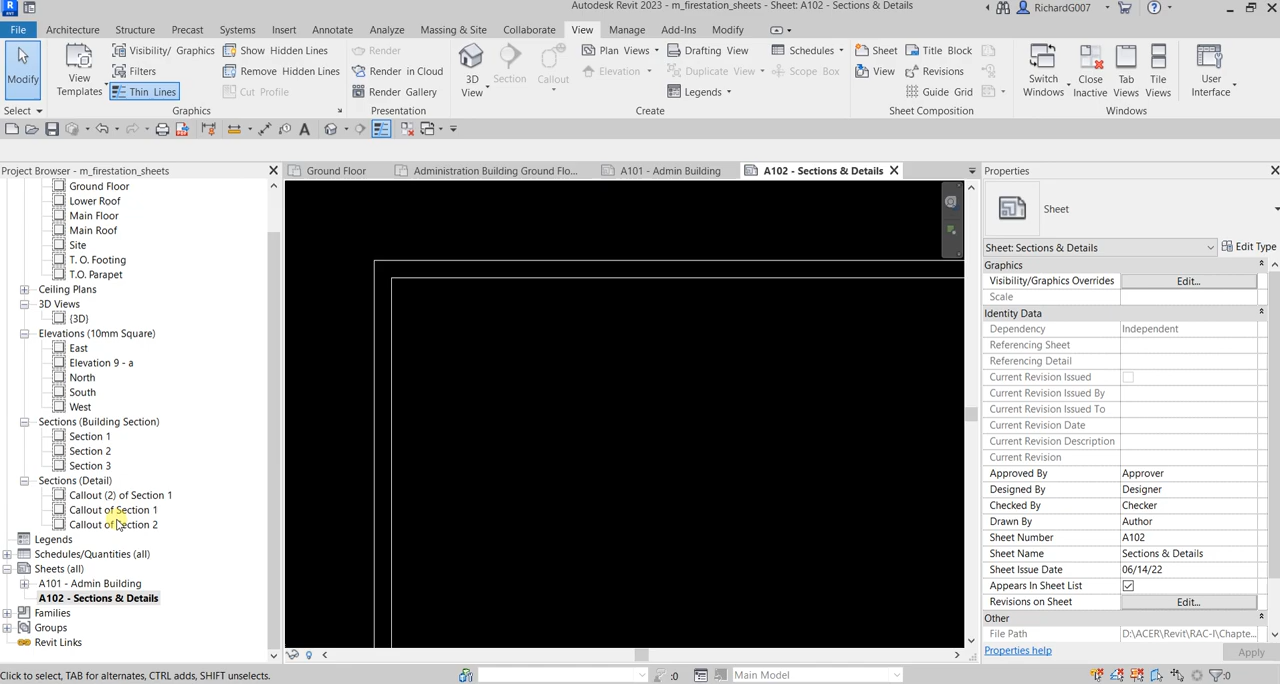 Autodesk Revit 2023 - m_firestation_sheets - Sheet: A102 - Sections & Details
RichardG007
File Architecture Structure Precast Systems Insert Annotate Analyze Massing & Site Collaborate View Manage Add-Ins Modify
Modify
View Templates
Visibility/ Graphics
Filters
Thin Lines
Show Hidden Lines
Remove Hidden Lines
Cut Profile
Render
Render in Cloud
Render Gallery
3D View
Section
Callout
Plan Views
Elevation
Drafting View
Duplicate View
Legends
Schedules
Scope Box
Sheet
View
Title Block
Revisions
Guide Grid
Switch Windows
Close Inactive
Tab Views
Tile Views
User Interface
Select Graphics Presentation Create Sheet Composition Windows
Project Browser - m_firestation_sheets
Ground Floor
Lower Roof
Main Floor
Main Roof
Site
T. O. Footing
T.O. Parapet
Ceiling Plans
3D Views
{3D}
Elevations (10mm Square)
East
Elevation 9 - a
North
South
West
Sections (Building Section)
Section 1
Section 2
Section 3
Sections (Detail)
Callout (2) of Section 1
Callout of Section 1
Callout of Section 2
Legends
Schedules/Quantities (all)
Sheets (all)
A101 - Admin Building
A102 - Sections & Details
Families
Groups
Revit Links
Ground Floor
Administration Building Ground Flo...
A101 - Admin Building
A102 - Sections & Details
Properties
Sheet
Sheet: Sections & Details Edit Type
Graphics
Visibility/Graphics Overrides Edit...
Scale
Identity Data
Dependency Independent
Referencing Sheet
Referencing Detail
Current Revision Issued
Current Revision Issued By
Current Revision Issued To
Current Revision Date
Current Revision Description
Current Revision
Approved By Approver
Designed By Designer
Checked By Checker
Drawn By Author
Sheet Number A102
Sheet Name Sections & Details
Sheet Issue Date 06/14/22
Appears In Sheet List
Revisions on Sheet Edit...
Other
File Path D:\ACER\Revit\RAC-I\Chapte...
Properties help Apply
Click to select, TAB for alternates, CTRL adds, SHIFT unselects.
:0
Main Model
:0